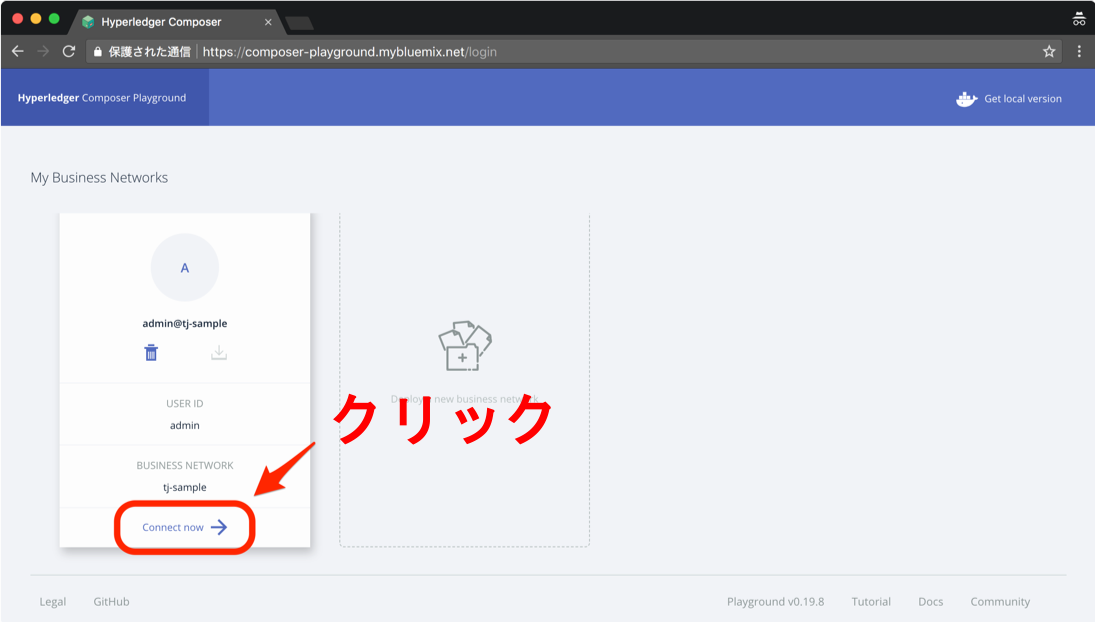 Hyperledger Composer
保護された通信 https://composer-playground.mybluemix.net/login
Hyperledger Composer Playground
Get local version
My Business Networks
A
admin@tj-sample
USER ID
admin
BUSINESS NETWORK
tj-sample
Connect now
Deploy new business network
クリック
Legal GitHub Playground v0.19.8 Tutorial Docs Community